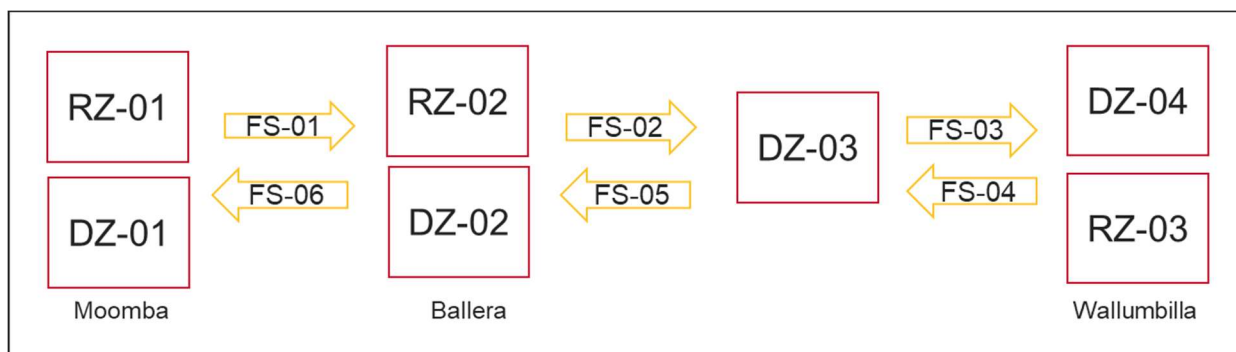 RZ-01
FS-01
RZ-02
FS-02
DZ-03
FS-03
DZ-04
DZ-01
FS-06
DZ-02
FS-05
FS-04
RZ-03
Moomba
Ballera
Wallumbilla